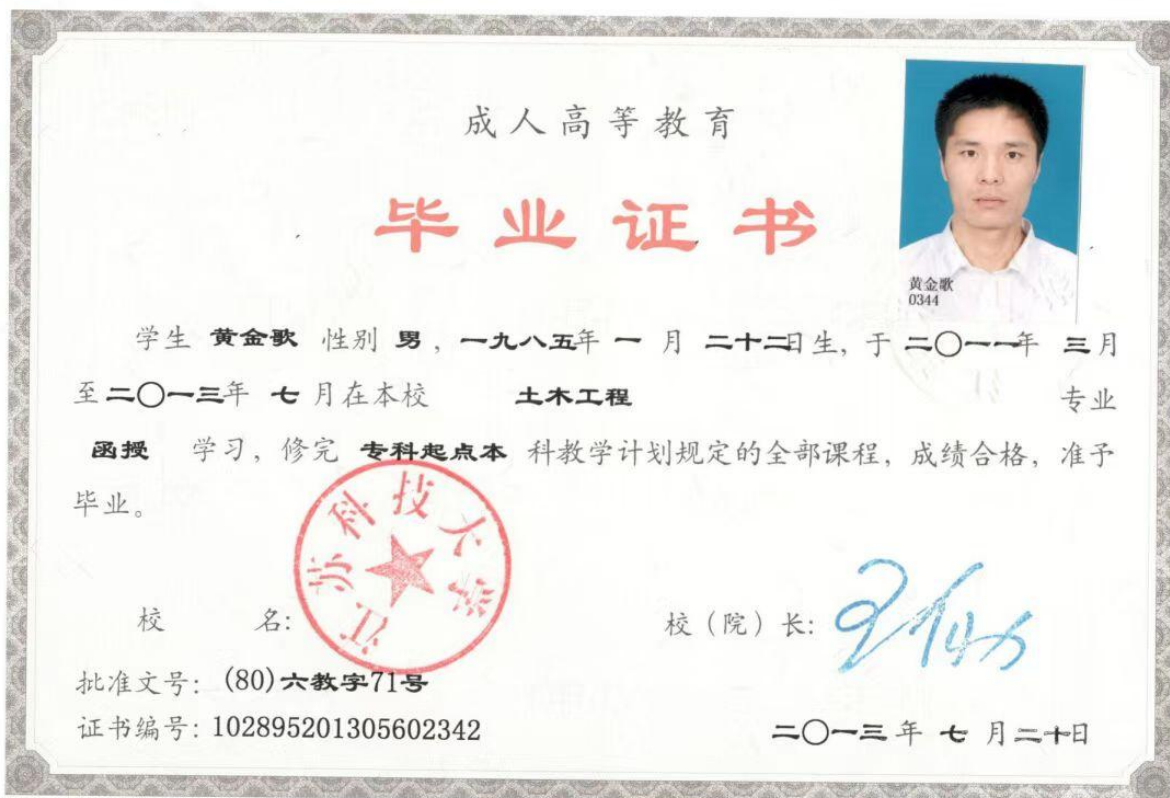 成人高等教育
毕业证书
黄金歌
0344
学生 黄金歌 性别 男，一九八五年 一 月 二十二日生，于 二〇一一年 三月
至二〇一三年 七 月在本校 土木工程 专业
函授 学习，修完 专科起点本 科教学计划规定的全部课程，成绩合格，准予
毕业。
江苏科技大学
校 名：
校（院）长：
批准文号：(80)六教字71号
证书编号：102895201305602342
二〇一三年 七 月二十日